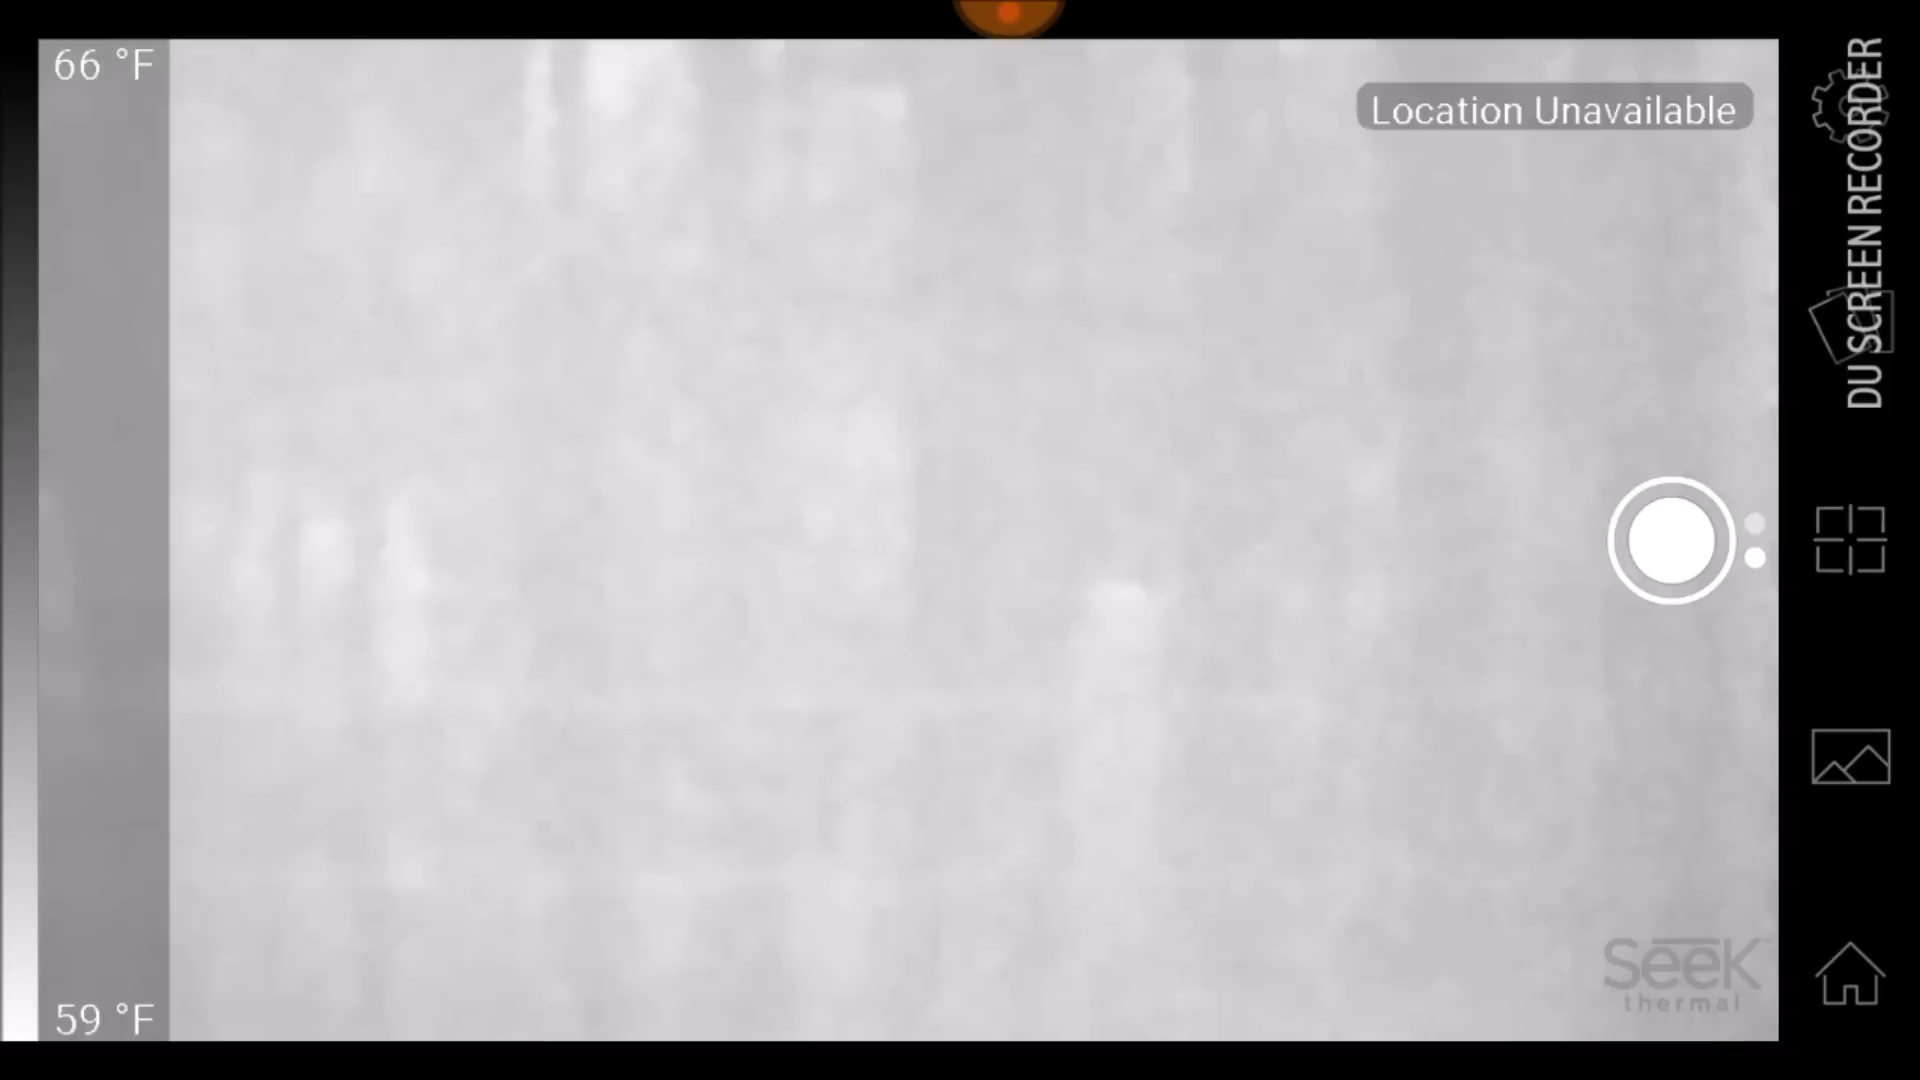 66 °F
Location Unavailable
DU SCREEN RECORDER
59 °F
Seek
thermal